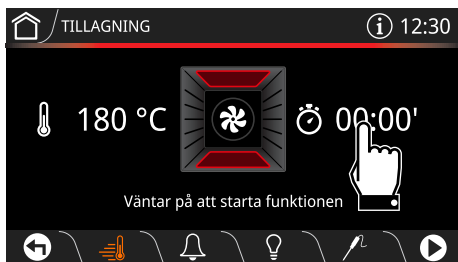 TILLAGNING
i 12:30
180 °C
00:00'
Väntar på att starta funktionen